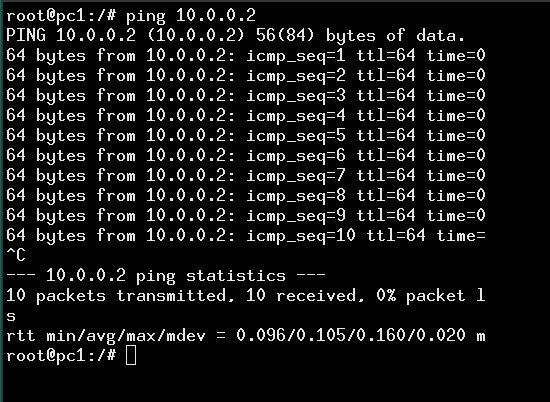 root@pc1:/# ping 10.0.0.2
PING 10.0.0.2 (10.0.0.2) 56(84) bytes of data.
64 bytes from 10.0.0.2: icmp_seq=1 ttl=64 time=0
64 bytes from 10.0.0.2: icmp_seq=2 ttl=64 time=0
64 bytes from 10.0.0.2: icmp_seq=3 ttl=64 time=0
64 bytes from 10.0.0.2: icmp_seq=4 ttl=64 time=0
64 bytes from 10.0.0.2: icmp_seq=5 ttl=64 time=0
64 bytes from 10.0.0.2: icmp_seq=6 ttl=64 time=0
64 bytes from 10.0.0.2: icmp_seq=7 ttl=64 time=0
64 bytes from 10.0.0.2: icmp_seq=8 ttl=64 time=0
64 bytes from 10.0.0.2: icmp_seq=9 ttl=64 time=0
64 bytes from 10.0.0.2: icmp_seq=10 ttl=64 time=
^C
--- 10.0.0.2 ping statistics ---
10 packets transmitted, 10 received, 0% packet l
s
rtt min/avg/max/mdev = 0.096/0.105/0.160/0.020 m
root@pc1:/#